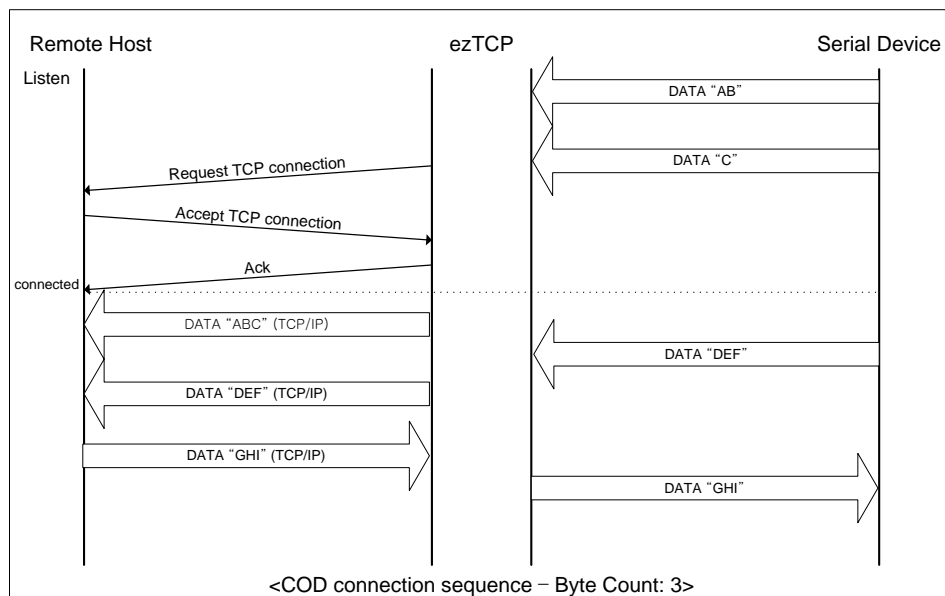 Remote Host
ezTCP
Serial Device
Listen
DATA “AB”
DATA “C”
Request TCP connection
Accept TCP connection
Ack
connected
DATA “ABC” (TCP/IP)
DATA “DEF”
DATA “DEF” (TCP/IP)
DATA “GHI” (TCP/IP)
DATA “GHI”
<COD connection sequence – Byte Count: 3>